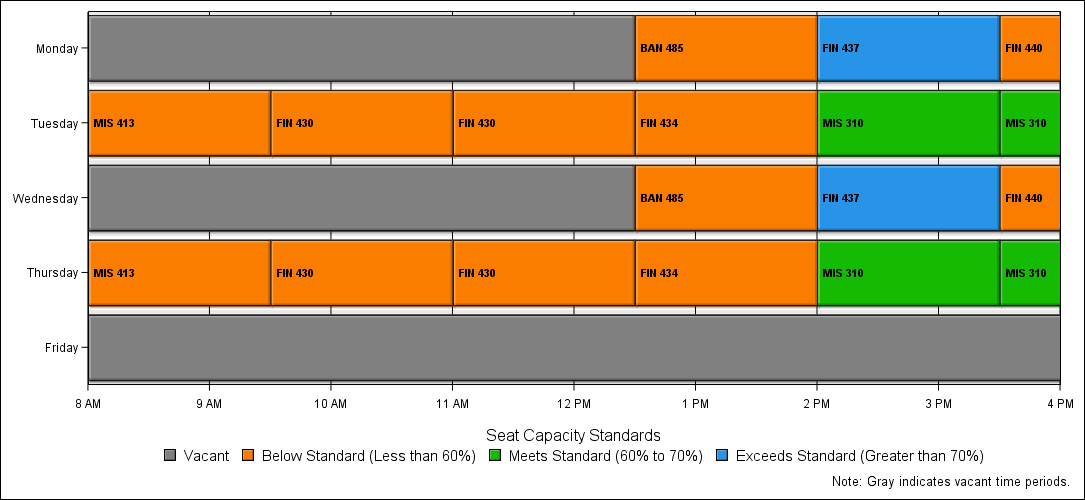 Monday BAN 485 FIN 437 FIN 440
Tuesday MIS 413 FIN 430 FIN 430 FIN 434 MIS 310 MIS 310
Wednesday BAN 485 FIN 437 FIN 440
Thursday MIS 413 FIN 430 FIN 430 FIN 434 MIS 310 MIS 310
Friday
8 AM 9 AM 10 AM 11 AM 12 PM 1 PM 2 PM 3 PM 4 PM
Seat Capacity Standards
Vacant Below Standard (Less than 60%) Meets Standard (60% to 70%) Exceeds Standard (Greater than 70%)
Note: Gray indicates vacant time periods.